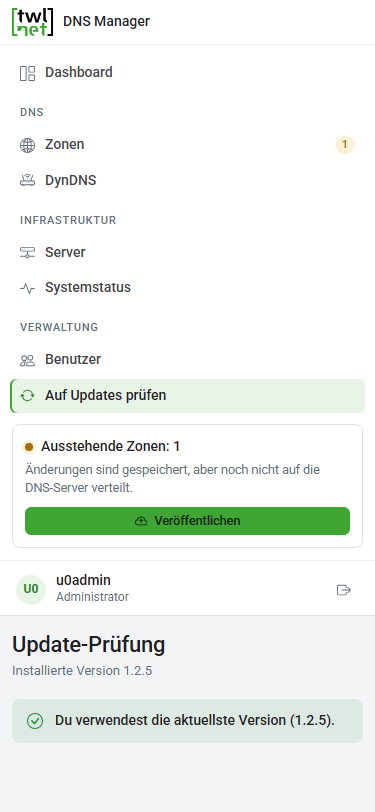 twl
net
DNS Manager
Dashboard
DNS
Zonen
1
DynDNS
INFRASTRUKTUR
Server
Systemstatus
VERWALTUNG
Benutzer
Auf Updates prüfen
Ausstehende Zonen: 1
Änderungen sind gespeichert, aber noch nicht auf die
DNS-Server verteilt.
Veröffentlichen
U0
u0admin
Administrator
Update-Prüfung
Installierte Version 1.2.5
Du verwendest die aktuellste Version (1.2.5).